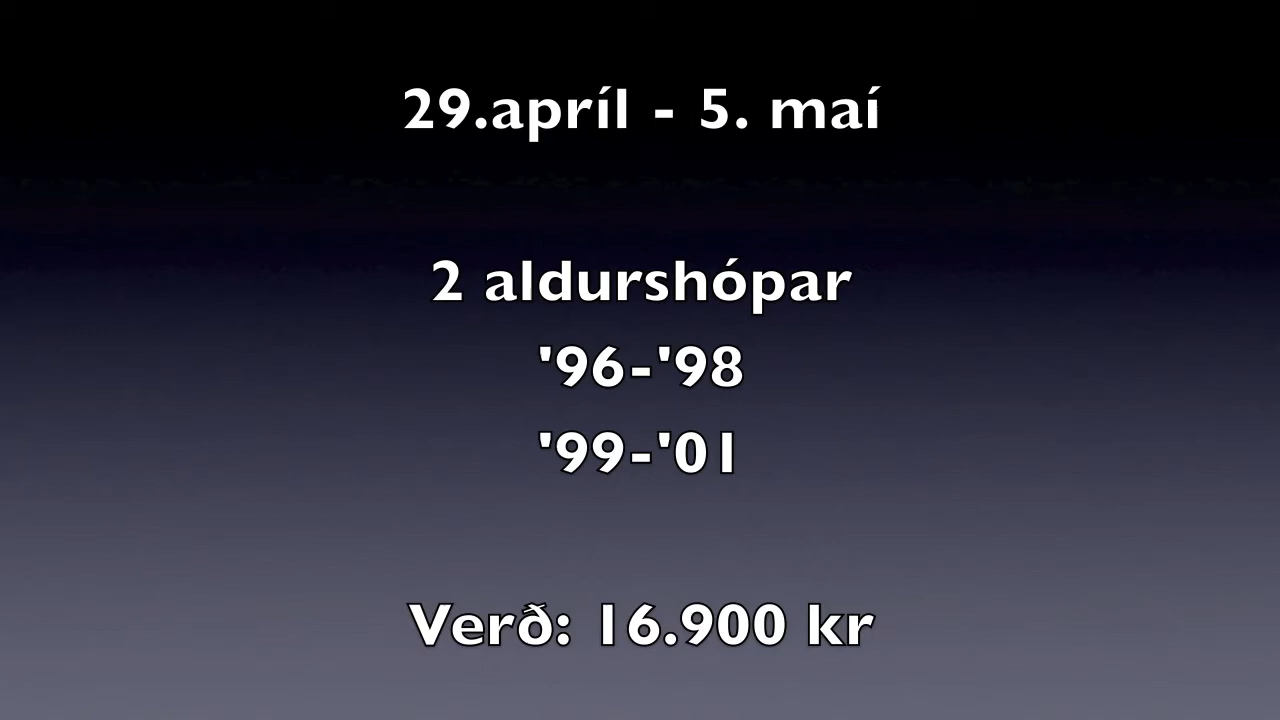 29.apríl - 5. maí
2 aldurshópar
'96-'98
'99-'01
Verð: 16.900 kr